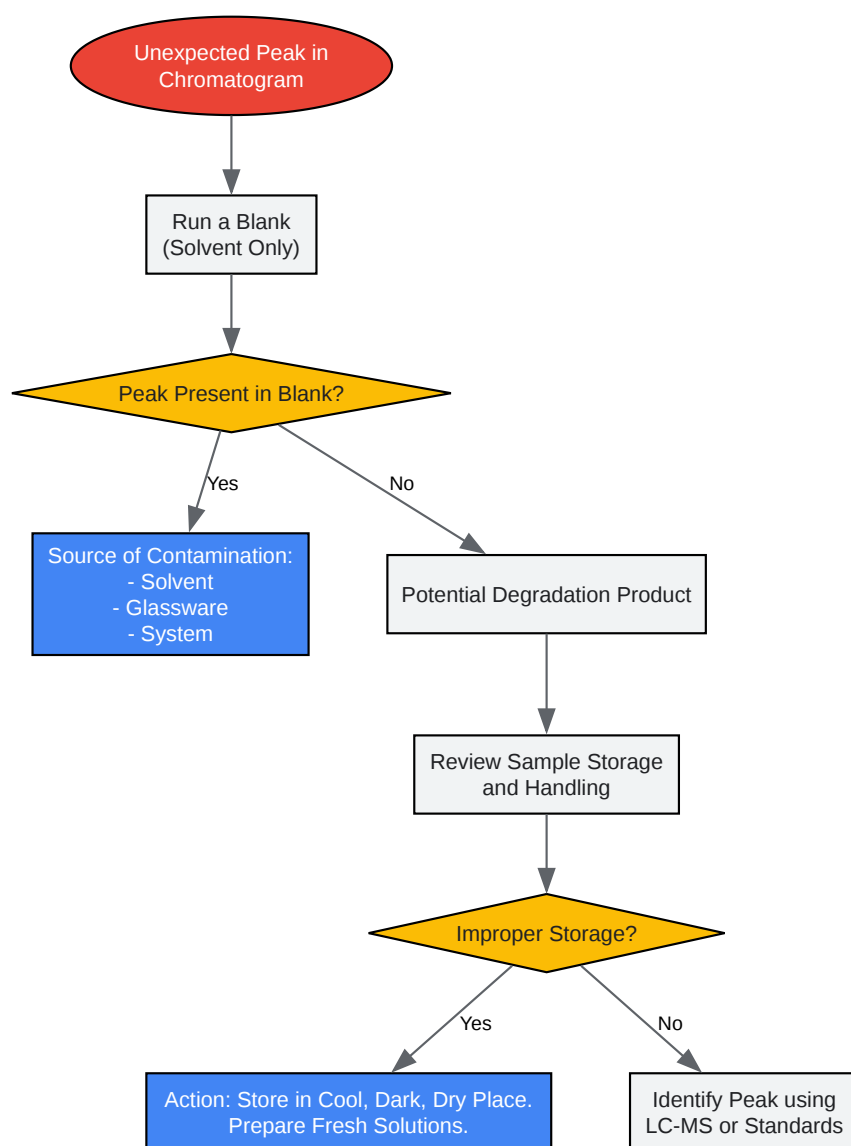 Unexpected Peak in
Chromatogram
Run a Blank
(Solvent Only)
Peak Present in Blank?
Yes
No
Source of Contamination:
- Solvent
- Glassware
- System
Potential Degradation Product
Review Sample Storage
and Handling
Improper Storage?
Yes
No
Action: Store in Cool, Dark, Dry Place.
Prepare Fresh Solutions.
Identify Peak using
LC-MS or Standards